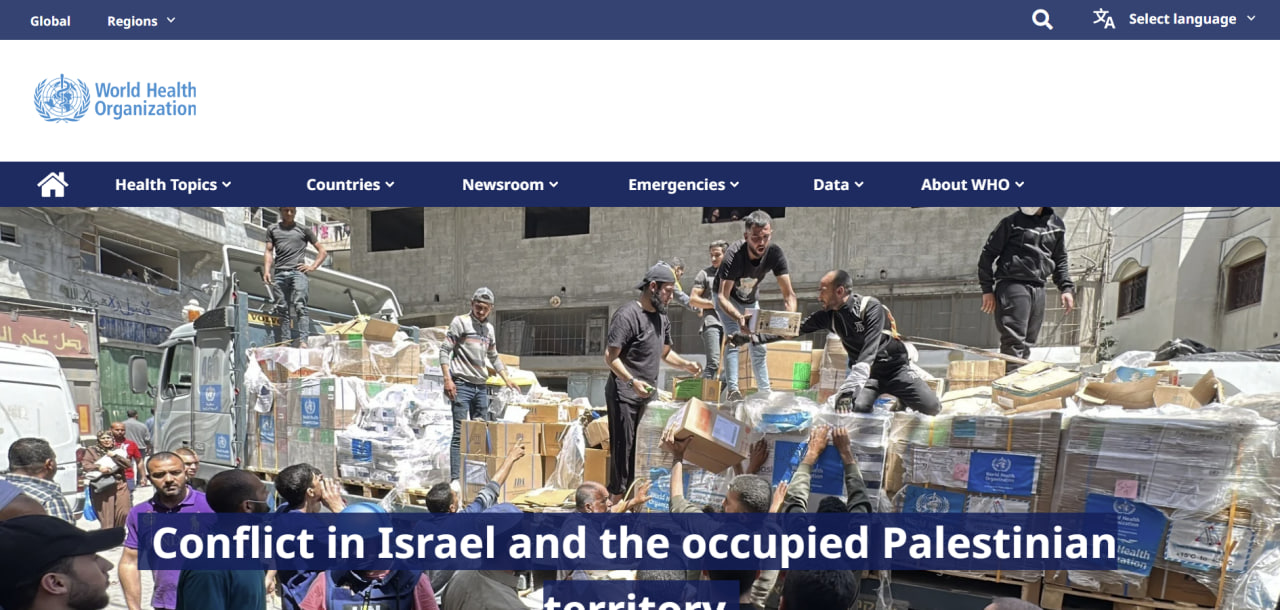 Global
Regions
Select language
World Health
Organization
Health Topics
Countries
Newsroom
Emergencies
Data
About WHO
Conflict in Israel and the occupied Palestinian
territory